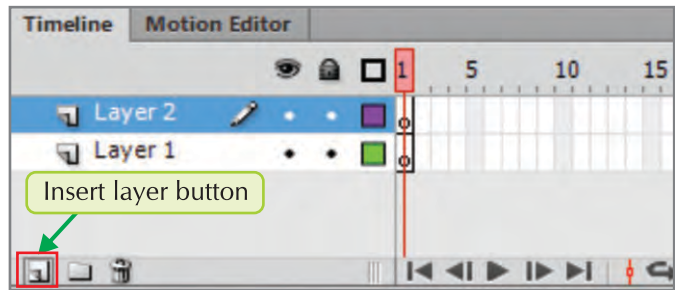 Timeline Motion Editor
1 5 10 15
Layer 2
Layer 1
Insert layer button